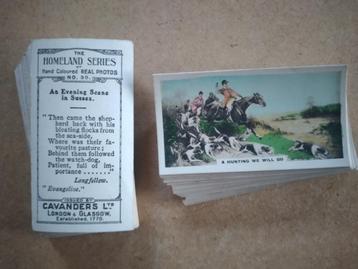 THE
HOMELAND SERIES
OF
Hand Coloured REAL PHOTOS
NO. 50.
An Evening Scene
in Sussex.
"Then came the shep-
herd back with his
bleating flocks from
the sea-side,
Where was their fa-
vourite pasture;
Behind them followed
the watch-dog,
Patient, full of im-
portance ........"
Longfellow.
"Evangeline."
ISSUED BY
CAVANDERS LTD
LONDON & GLASGOW.
Established 1775.
A HUNTING WE WILL GO